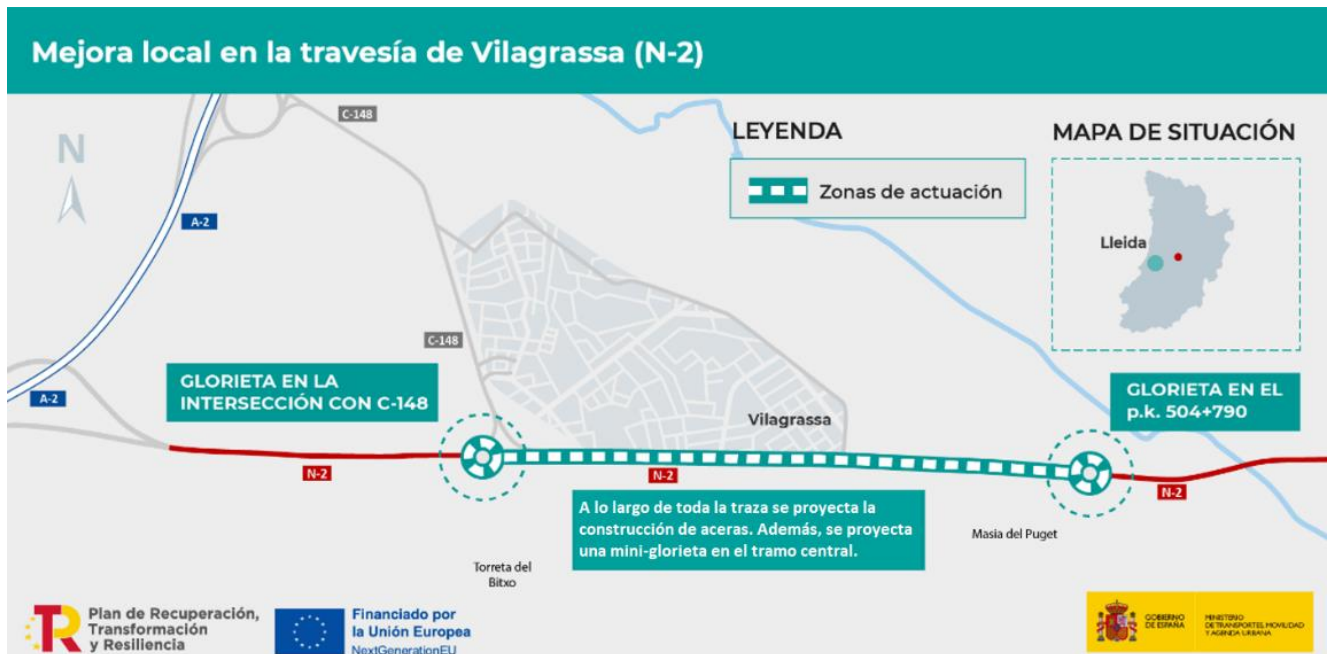 Mejora local en la travesía de Vilagrassa (N-2)
N
C-148
A-2
LEYENDA
Zonas de actuación
MAPA DE SITUACIÓN
Lleida
C-148
A-2
GLORIETA EN LA
INTERSECCIÓN CON C-148
Vilagrassa
GLORIETA EN EL
p.k. 504+790
N-2
N-2
N-2
A lo largo de toda la traza se proyecta la
construcción de aceras. Además, se proyecta
una mini-glorieta en el tramo central.
Masia del Puget
Torreta del
Bitxo
TR
Plan de Recuperación,
Transformación
y Resiliencia
Financiado por
la Unión Europea
NextGenerationEU
GOBIERNO
DE ESPAÑA
MINISTERIO
DE TRANSPORTES, MOVILIDAD
Y AGENDA URBANA